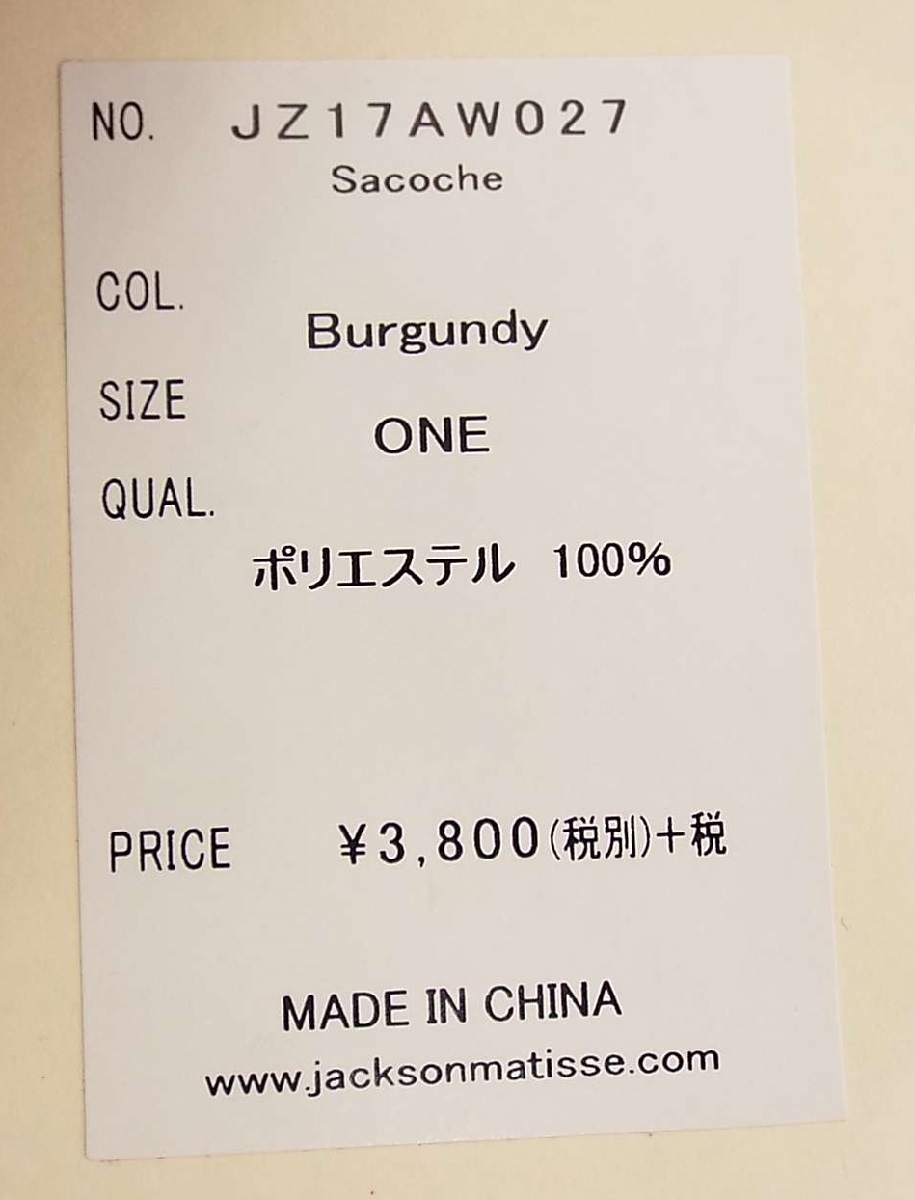 NO. JZ17AW027
Sacoche
COL.
Burgundy
SIZE
ONE
QUAL.
ポリエステル 100%
PRICE ¥3,800(税別)+税
MADE IN CHINA
www.jacksonmatisse.com